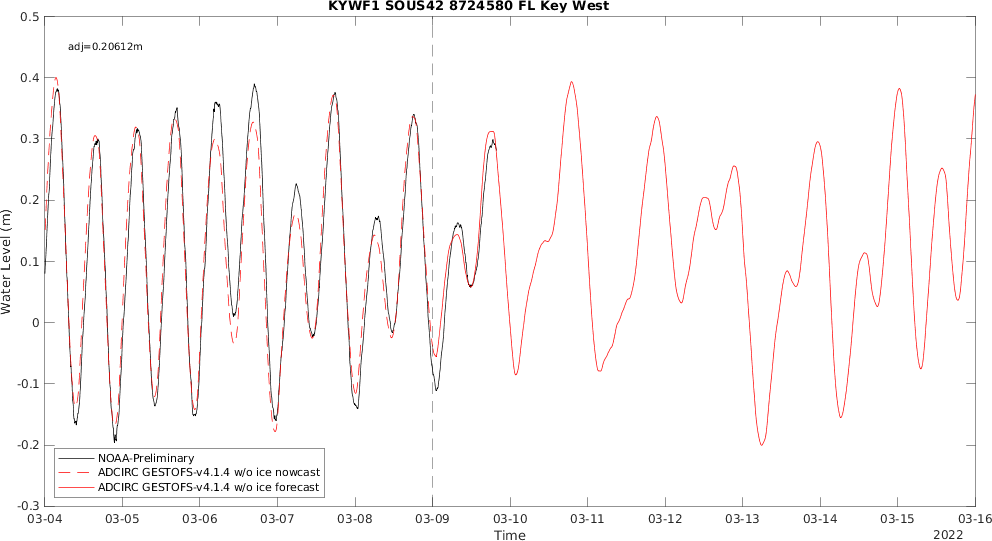 KYWF1 SOUS42 8724580 FL Key West
adj=0.20612m
0.5
0.4
0.3
0.2
0.1
0
-0.1
-0.2
-0.3
Water Level (m)
NOAA-Preliminary
ADCIRC GESTOFS-v4.1.4 w/o ice nowcast
ADCIRC GESTOFS-v4.1.4 w/o ice forecast
03-04 03-05 03-06 03-07 03-08 03-09 03-10 03-11 03-12 03-13 03-14 03-15 03-16
Time
2022